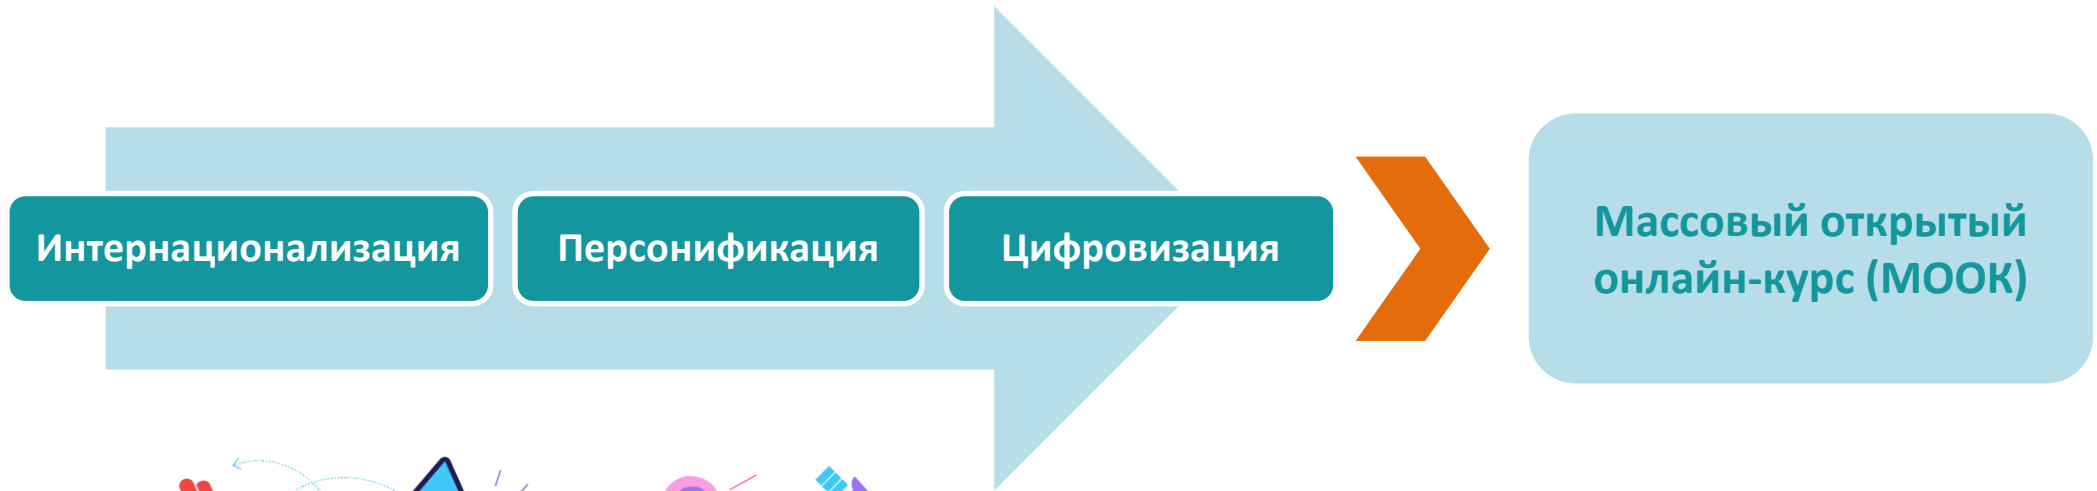 Интернационализация
Персонификация
Цифровизация
Массовый открытый
онлайн-курс (МООК)